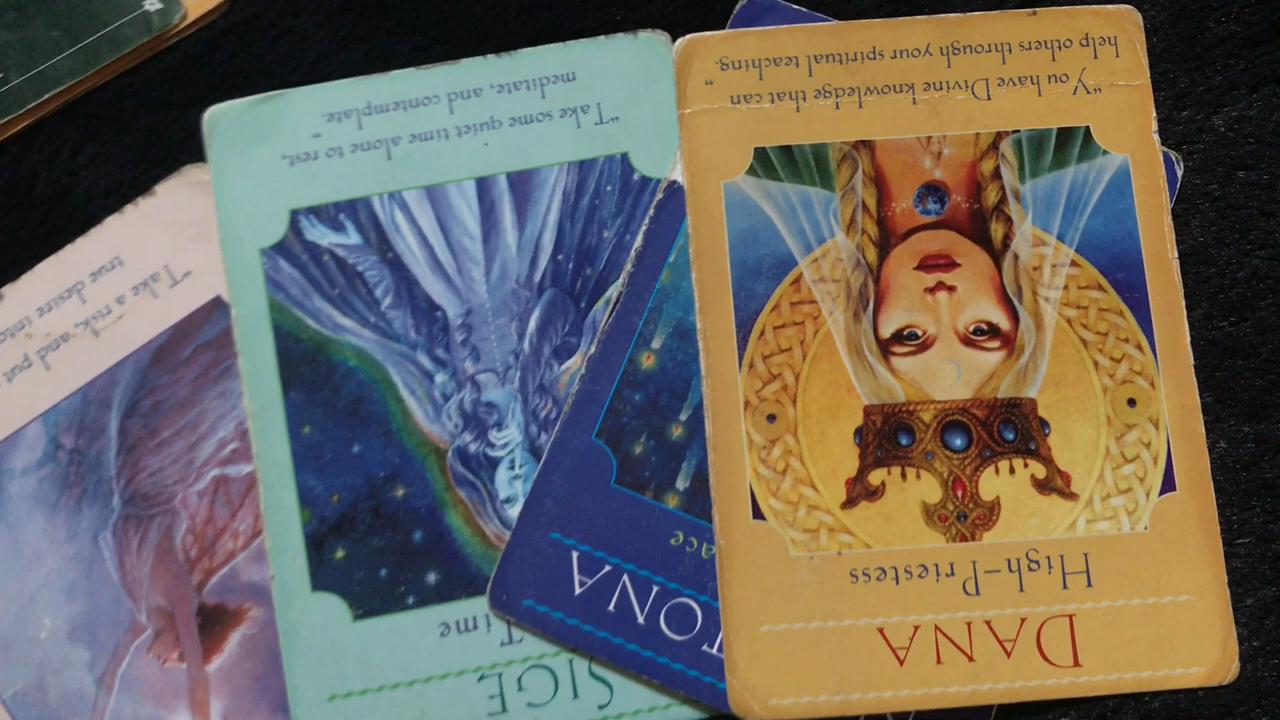 DANA
High-Priestess
"You have Divine knowledge that can
help others through your spiritual teaching."
TONA
ace
SIGE
Time
"Take some quiet time alone to rest,
meditate, and contemplate."
"Take a risk, and put
true desire into